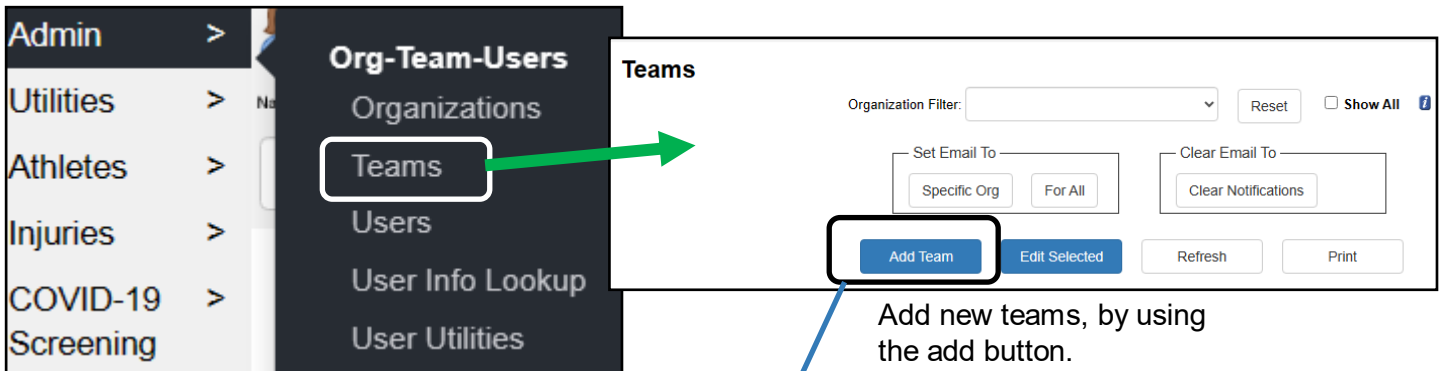 Admin >
Utilities >
Athletes >
Injuries >
COVID-19 >
Screening
Na
Org-Team-Users
Organizations
Teams
Users
User Info Lookup
User Utilities
Teams
Organization Filter: Reset Show All i
Set Email To Clear Email To
Specific Org For All Clear Notifications
Add Team Edit Selected Refresh Print
Add new teams, by using
the add button.